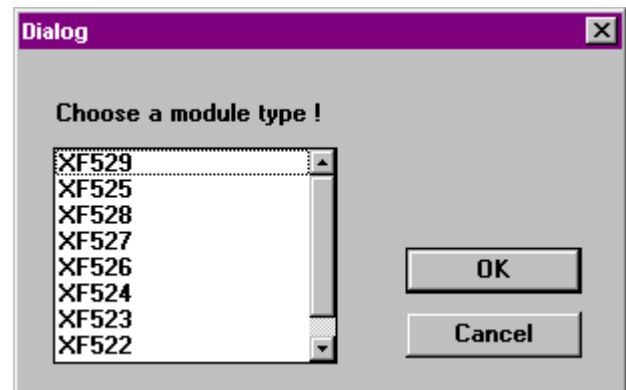 Dialog
Choose a module type !
XF529
XF525
XF528
XF527
XF526
XF524
XF523
XF522
OK
Cancel